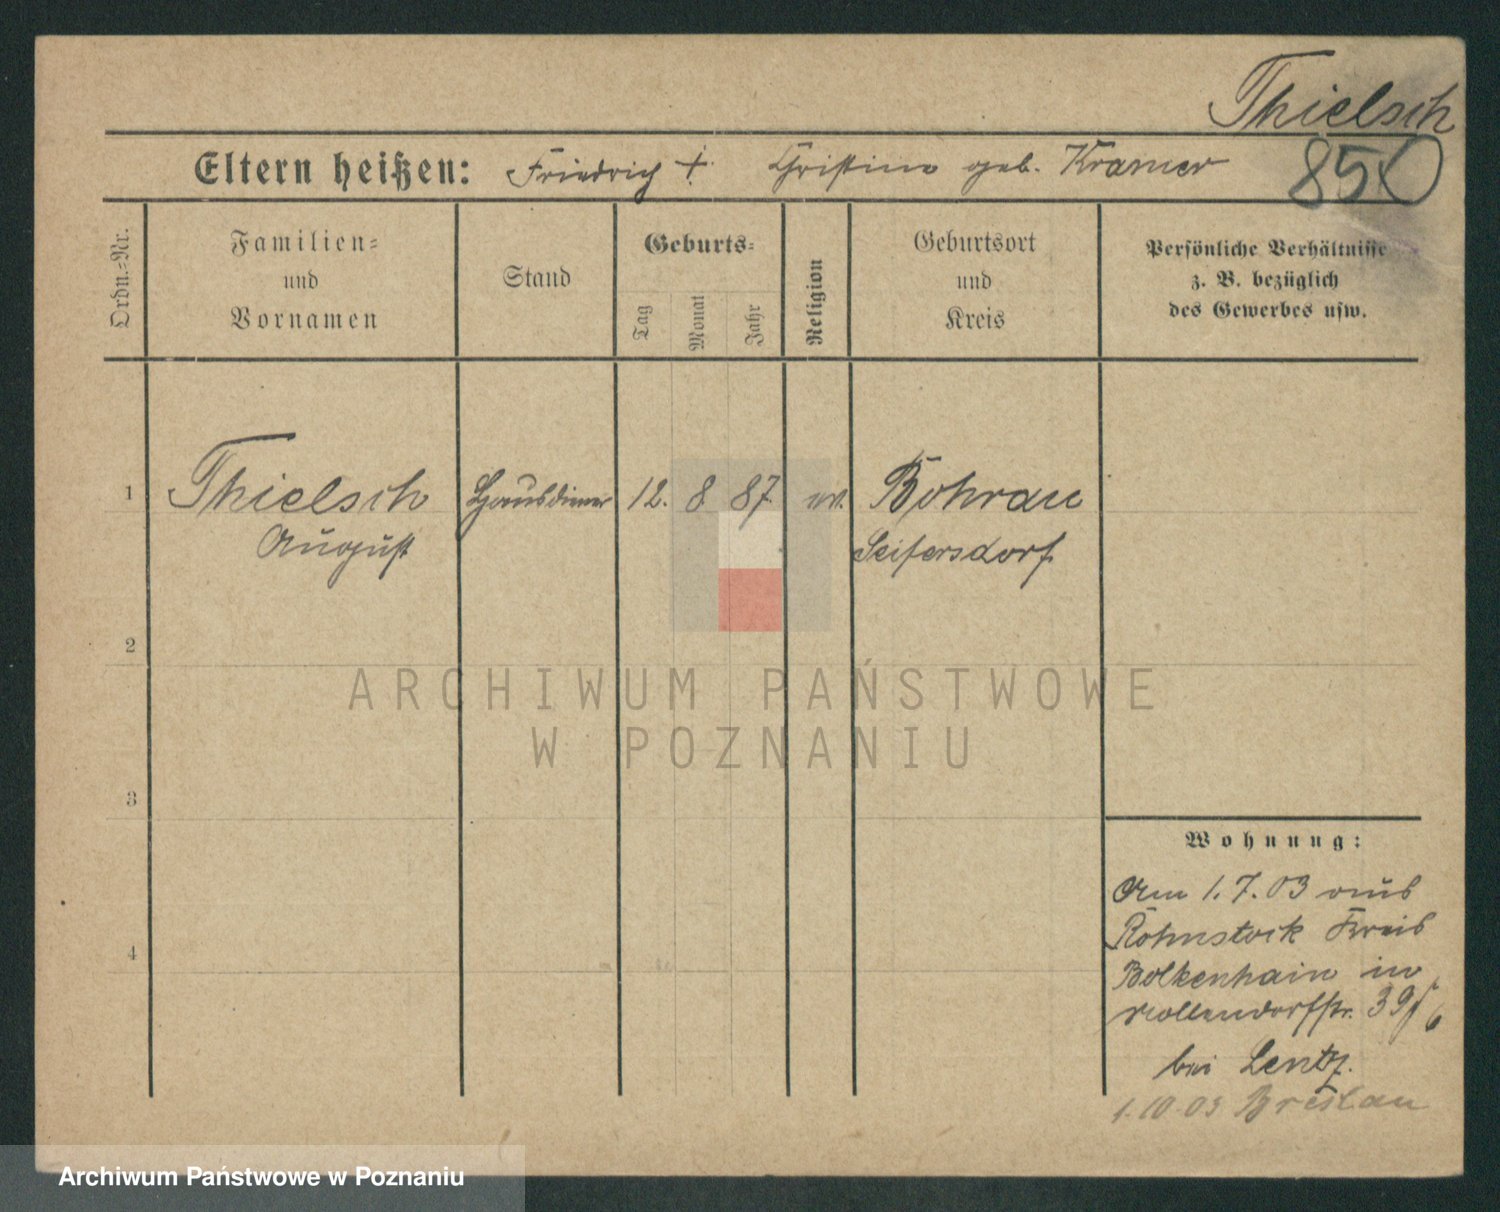 Thielsch
850
Eltern heißen: Friedrich † Christine geb. Kramer
Ordn.-Nr.
Familien-
und
Vornamen
Stand
Geburts-
Tag
Monat
Jahr
Religion
Geburtsort
und
Kreis
Persönliche Verhältnisse
z. B. bezüglich
des Gewerbes usw.
1 Thielsch Hausdiener 12. 8 87. ev. Bohrau
August Seifersdorf
2
3
4
ARCHIWUM PAŃSTWOWE
W POZNANIU
Wohnung:
Am 1.7.03 aus
Rohnstock Kreis
Bolkenhain in
Nollendorfstr. 39
bei Lentz.
1.10.03 Breslau
Archiwum Państwowe w Poznaniu